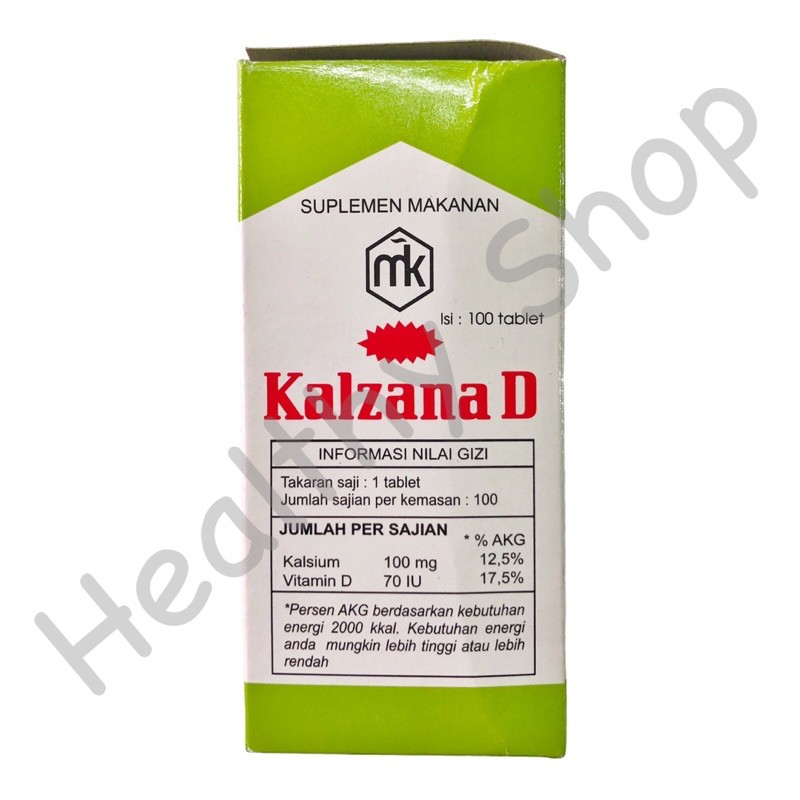 SUPLEMEN MAKANAN
mk
Isi : 100 tablet
Kalzana D
INFORMASI NILAI GIZI
Takaran saji : 1 tablet
Jumlah sajian per kemasan : 100
JUMLAH PER SAJIAN * % AKG
Kalsium 100 mg 12,5%
Vitamin D 70 IU 17,5%
*Persen AKG berdasarkan kebutuhan
energi 2000 kkal. Kebutuhan energi
anda mungkin lebih tinggi atau lebih
rendah
Healthy Shop